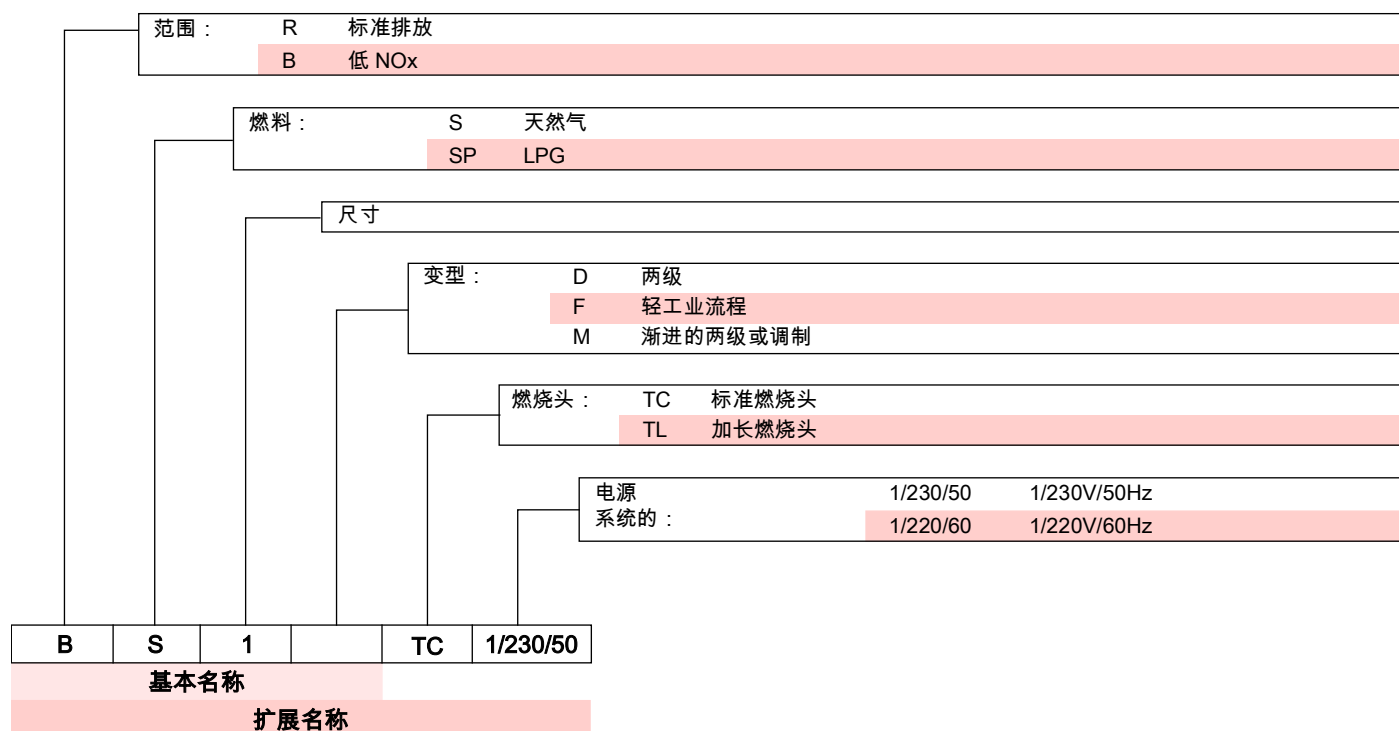 范围： R 标准排放
B 低 NOx
燃料： S 天然气
SP LPG
尺寸
变型： D 两级
F 轻工业流程
M 渐进的两级或调制
燃烧头： TC 标准燃烧头
TL 加长燃烧头
电源 1/230/50 1/230V/50Hz
系统的： 1/220/60 1/220V/60Hz
B S 1 TC 1/230/50
基本名称
扩展名称